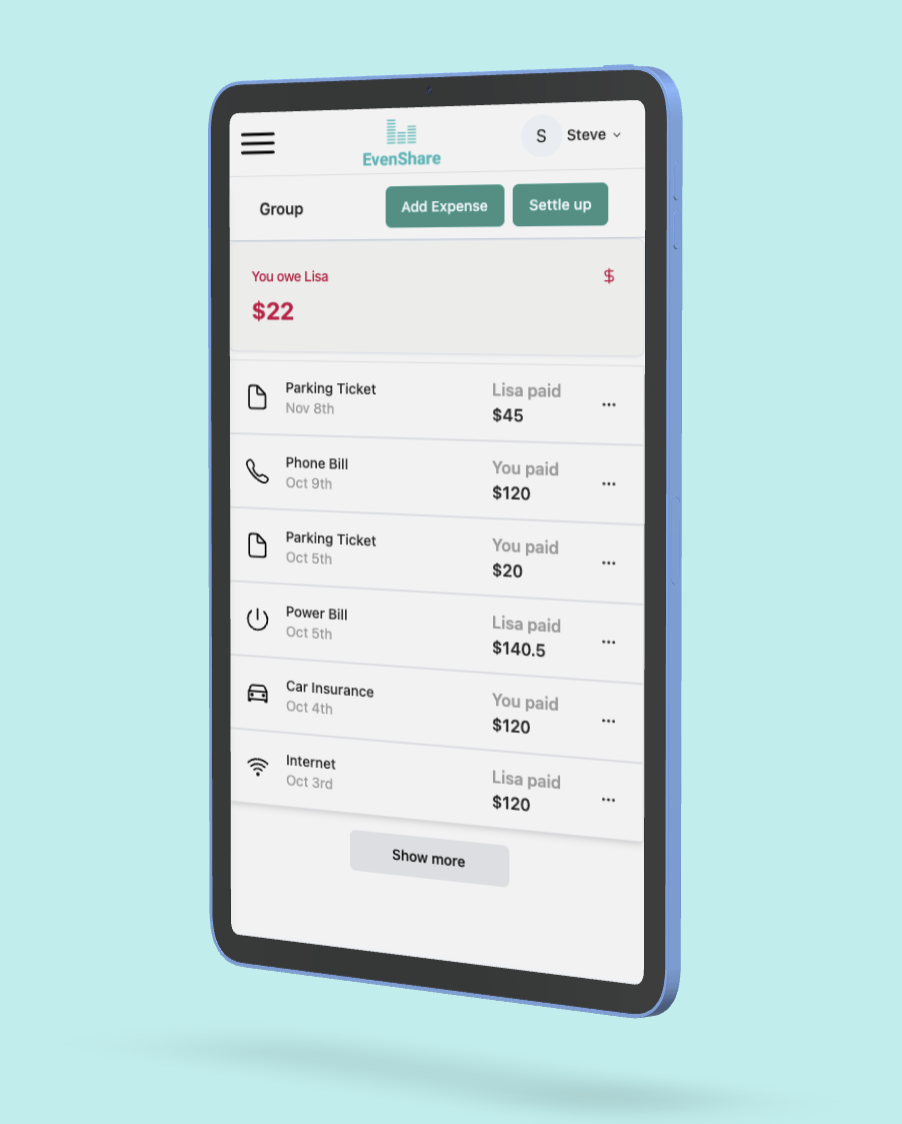 EvenShare
S Steve
Group
Add Expense
Settle up
You owe Lisa
$
$22
Parking Ticket
Nov 8th
Lisa paid
$45
...
Phone Bill
Oct 9th
You paid
$120
...
Parking Ticket
Oct 5th
You paid
$20
...
Power Bill
Oct 5th
Lisa paid
$140.5
...
Car Insurance
Oct 4th
You paid
$120
...
Internet
Oct 3rd
Lisa paid
$120
...
Show more